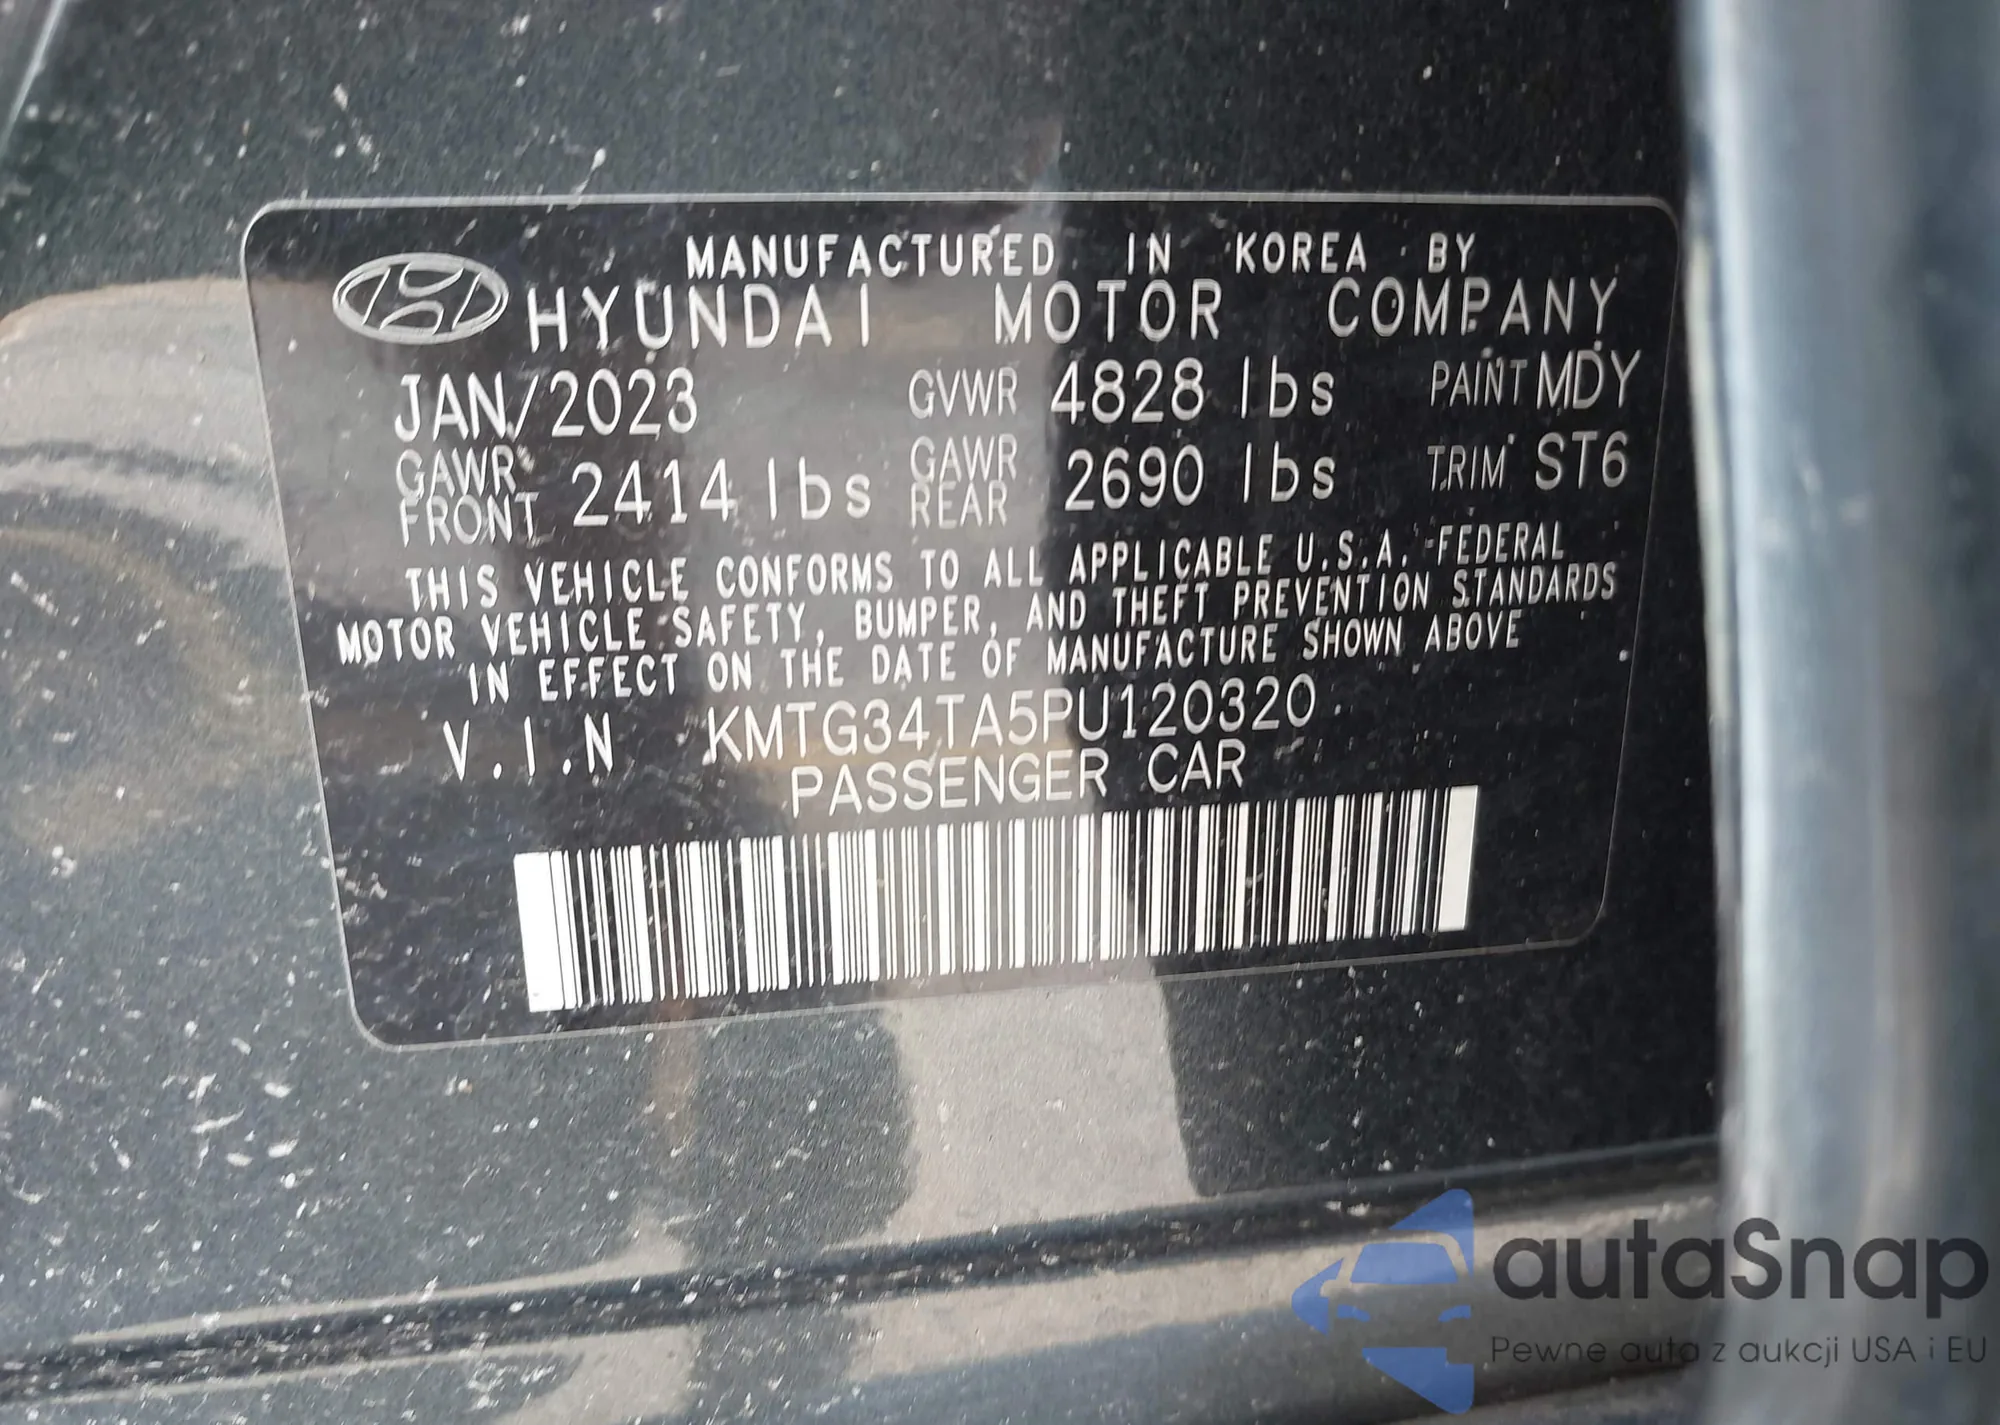 MANUFACTURED IN KOREA BY
HYUNDAI MOTOR COMPANY
JAN/2023 GVWR 4828 lbs PAINT MDY
GAWR FRONT 2414 lbs GAWR REAR 2690 lbs TRIM ST6
THIS VEHICLE CONFORMS TO ALL APPLICABLE U.S.A. FEDERAL
MOTOR VEHICLE SAFETY, BUMPER, AND THEFT PREVENTION STANDARDS
IN EFFECT ON THE DATE OF MANUFACTURE SHOWN ABOVE
V.I.N KMTG34TA5PU120320
PASSENGER CAR
autaSnap
Pewne auta z aukcji USA i EU